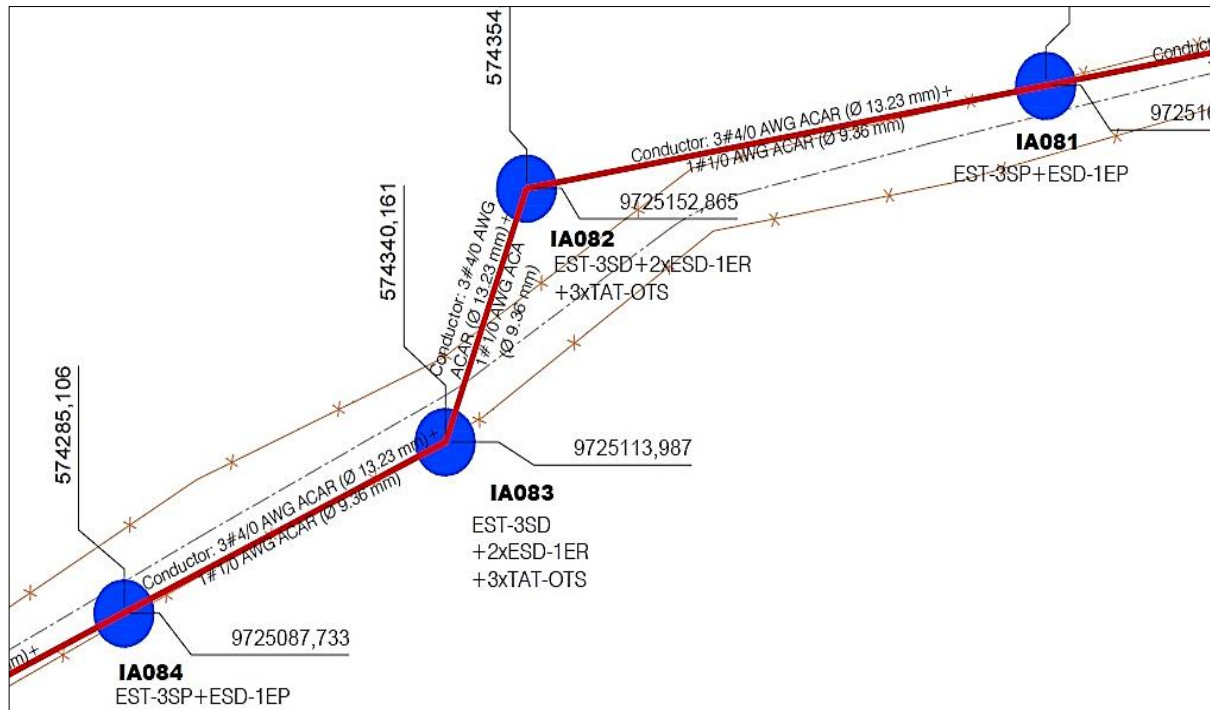 574354
Conduct
Conductor: 3#4/0 AWG ACAR (Ø 13.23 mm)+
1#1/0 AWG ACAR (Ø 9.36 mm)
IA081
EST-3SP+ESD-1EP
972516
9725152,865
IA082
EST-3SD+2xESD-1ER
+3xTAT-OTS
574340,161
Conductor: 3#4/0 AWG
ACAR (Ø 13.23 mm)+
1#1/0 AWG ACA
(Ø 9.36 mm)
9725113,987
IA083
EST-3SD
+2xESD-1ER
+3xTAT-OTS
574285,106
Conductor: 3#4/0 AWG ACAR (Ø 13.23 mm)+
1#1/0 AWG ACAR (Ø 9.36 mm)
9725087,733
IA084
EST-3SP+ESD-1EP
m)+